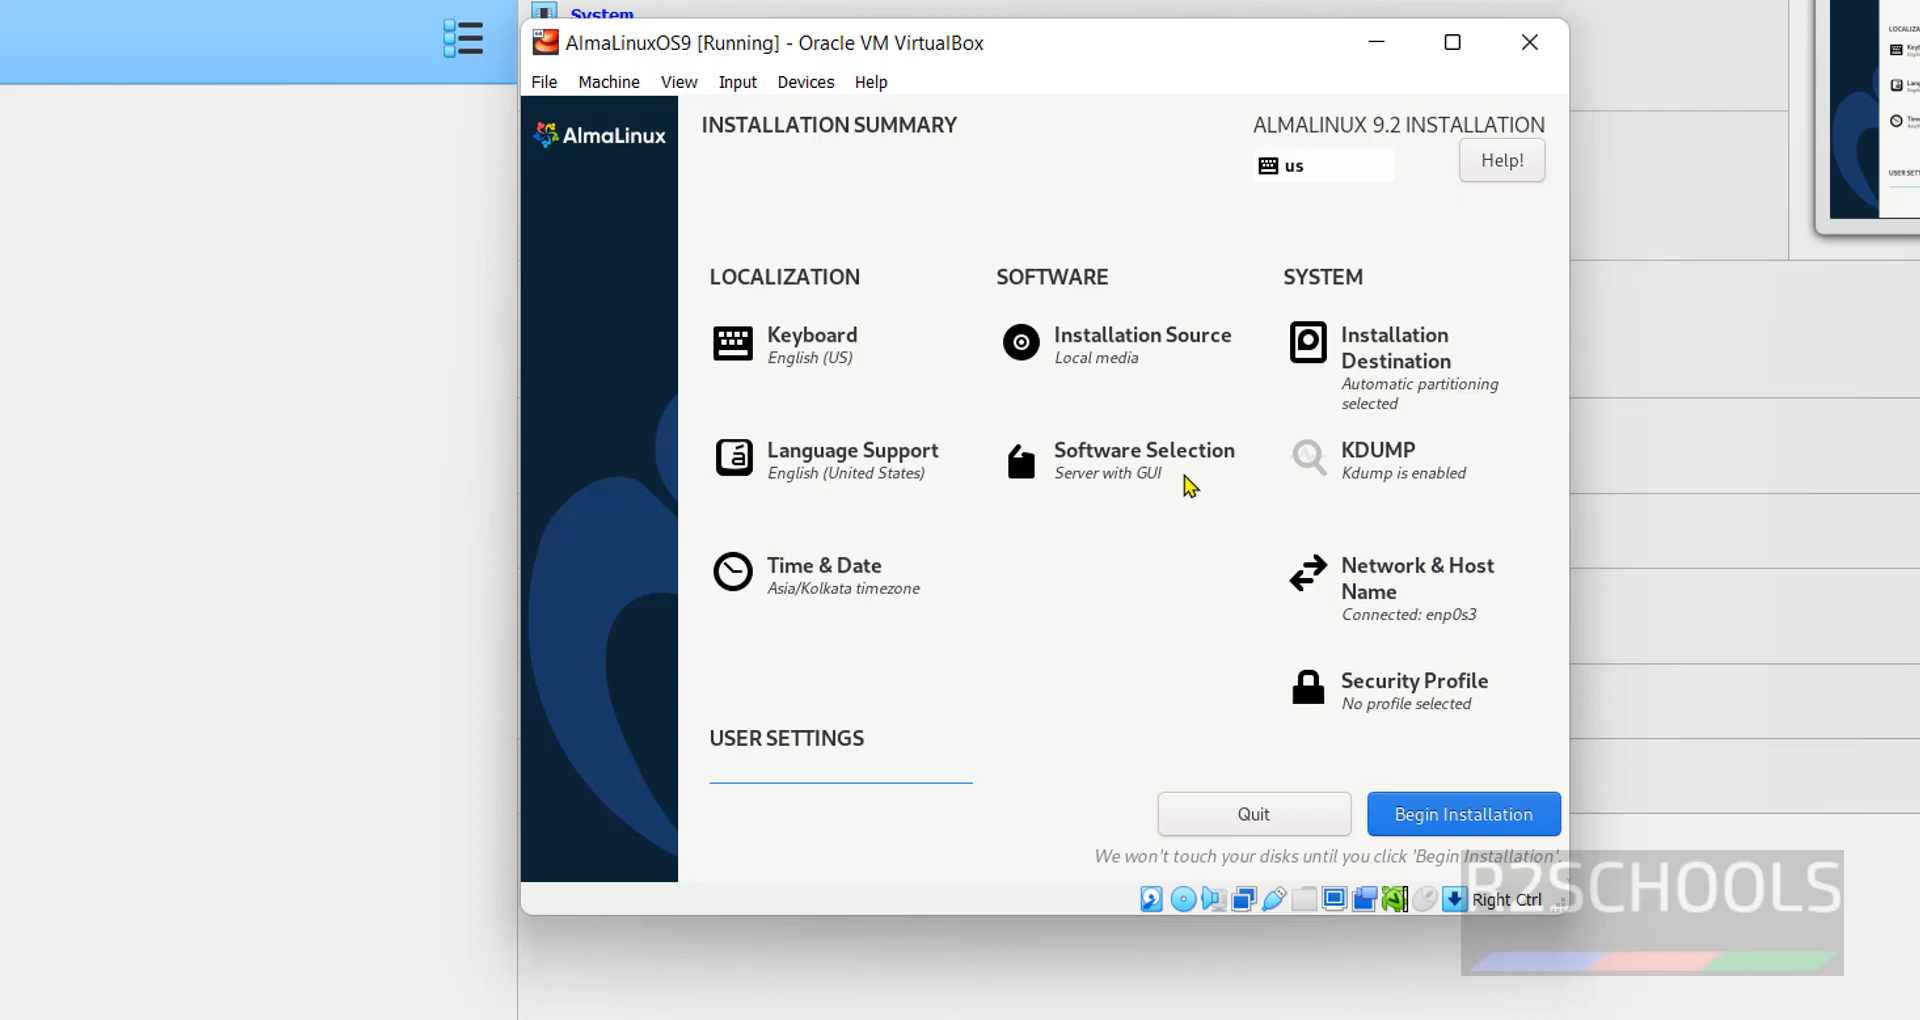 System
AlmaLinuxOS9 [Running] - Oracle VM VirtualBox
File Machine View Input Devices Help
AlmaLinux
INSTALLATION SUMMARY
ALMALINUX 9.2 INSTALLATION
us
Help!
LOCALIZATION
Keyboard
English (US)
Language Support
English (United States)
Time & Date
Asia/Kolkata timezone
SOFTWARE
Installation Source
Local media
Software Selection
Server with GUI
SYSTEM
Installation
Destination
Automatic partitioning
selected
KDUMP
Kdump is enabled
Network & Host
Name
Connected: enp0s3
Security Profile
No profile selected
USER SETTINGS
Quit
Begin Installation
We won't touch your disks until you click 'Begin Installation'.
Right Ctrl
R2SCHOOLS